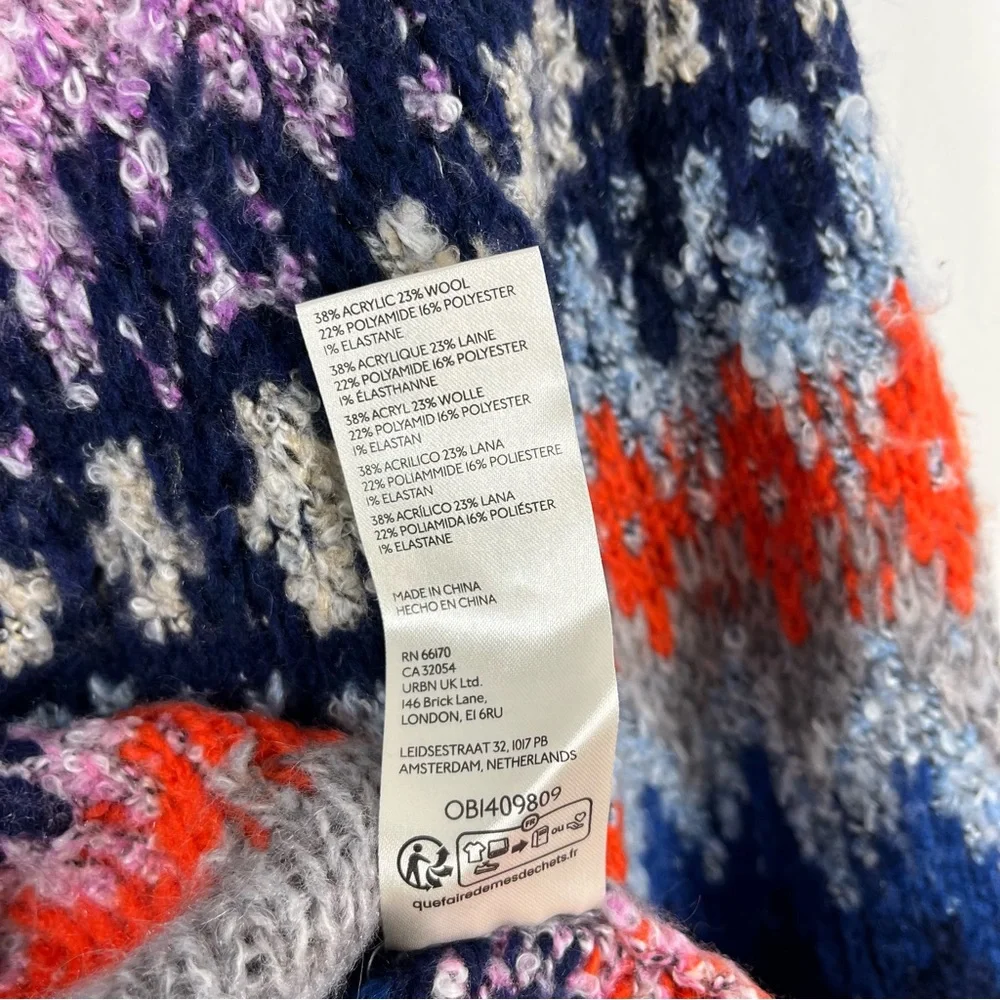 38% ACRYLIC 23% WOOL
22% POLYAMIDE 16% POLYESTER
1% ELASTANE
38% ACRYLIQUE 23% LAINE
22% POLYAMIDE 16% POLYESTER
1% ÉLASTHANNE
38% ACRYL 23% WOLLE
22% POLYAMID 16% POLYESTER
1% ELASTAN
38% ACRILICO 23% LANA
22% POLIAMMIDE 16% POLIESTERE
1% ELASTAN
38% ACRÍLICO 23% LANA
22% POLIAMIDA 16% POLIÉSTER
1% ELASTANE
MADE IN CHINA
HECHO EN CHINA
RN 66170
CA 32054
URBN UK Ltd.
146 Brick Lane,
LONDON, E1 6RU
LEIDSESTRAAT 32, 1017 PB
AMSTERDAM, NETHERLANDS
OB1409809
FR
ou
quefairedemesdechets.fr